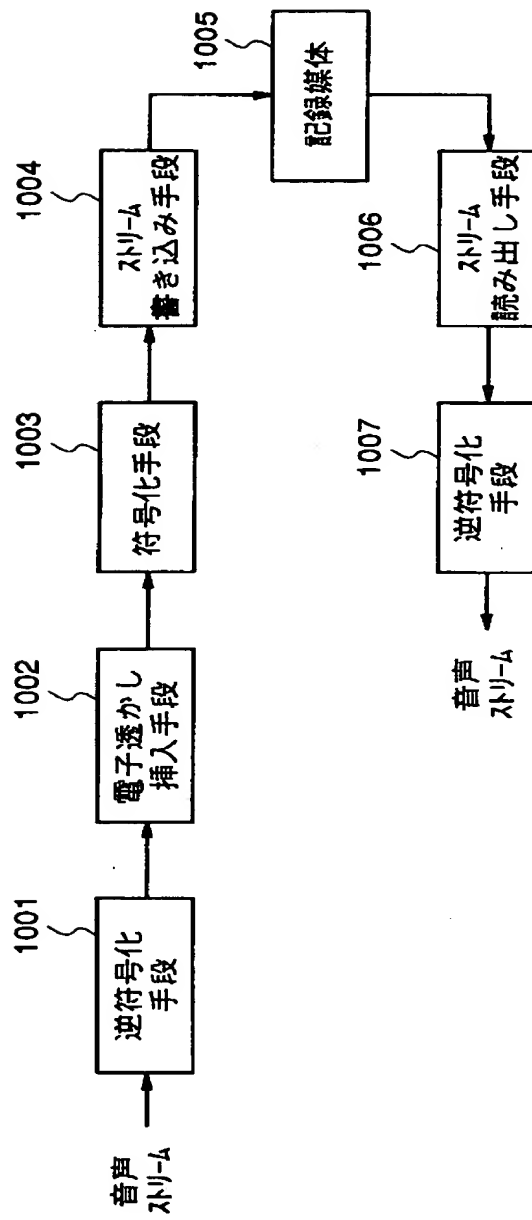 音声
ストリーム
1001
逆符号化
手段
1002
電子透かし
挿入手段
1003
符号化手段
1004
ストリーム
書き込み手段
1005
記録媒体
1006
ストリーム
読み出し手段
1007
逆符号化
手段
音声
ストリーム